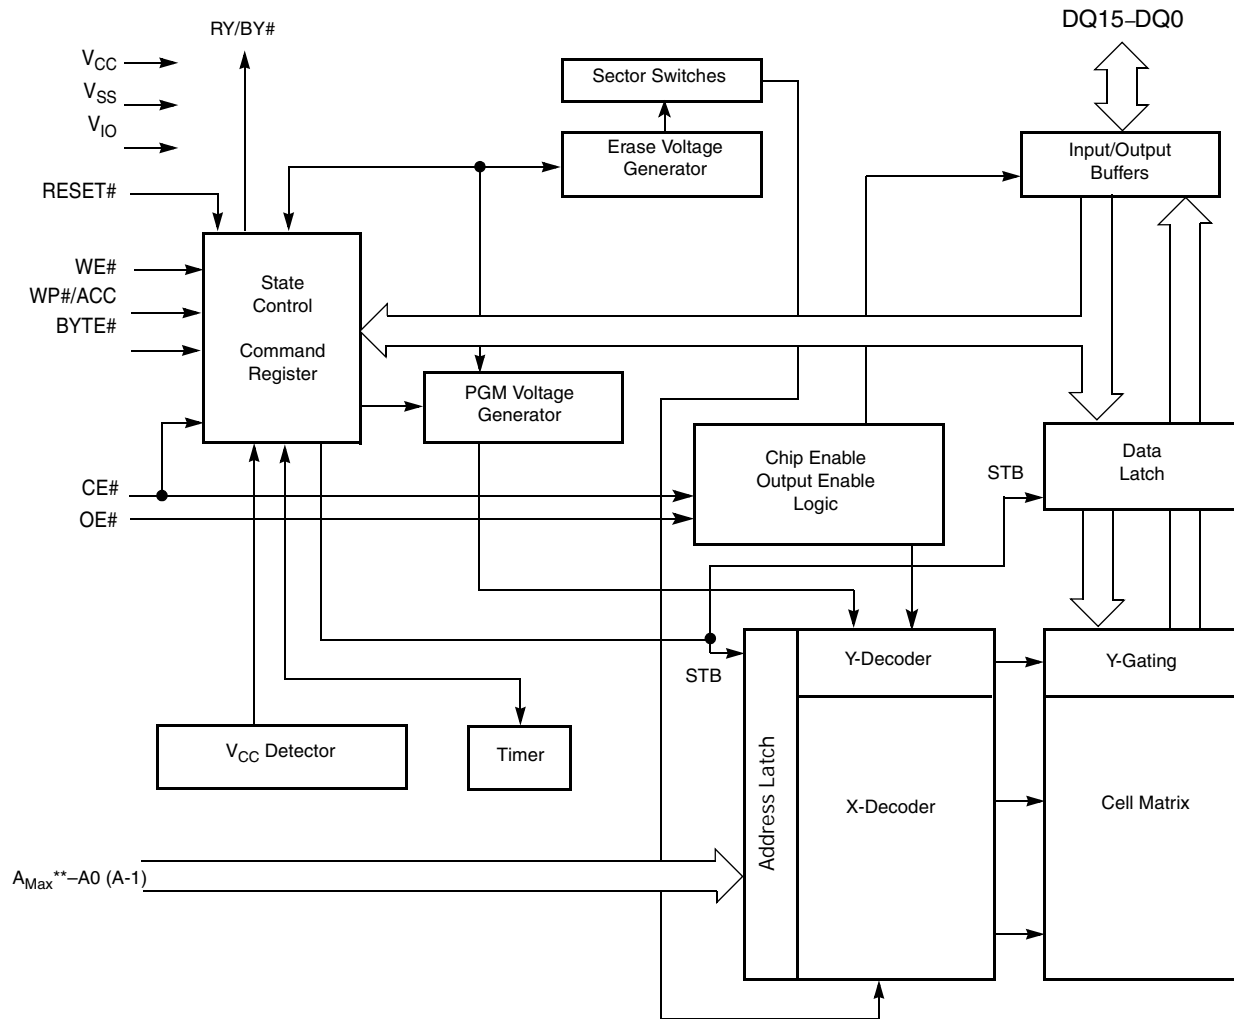 RY/BY#
DQ15–DQ0
VCC
VSS
VIO
RESET#
WE#
WP#/ACC
BYTE#
CE#
OE#
Sector Switches
Erase Voltage
Generator
Input/Output
Buffers
State
Control
Command
Register
PGM Voltage
Generator
Chip Enable
Output Enable
Logic
STB
Data
Latch
STB
Y-Decoder
Y-Gating
VCC Detector
Timer
Address Latch
X-Decoder
Cell Matrix
AMax**–A0 (A-1)